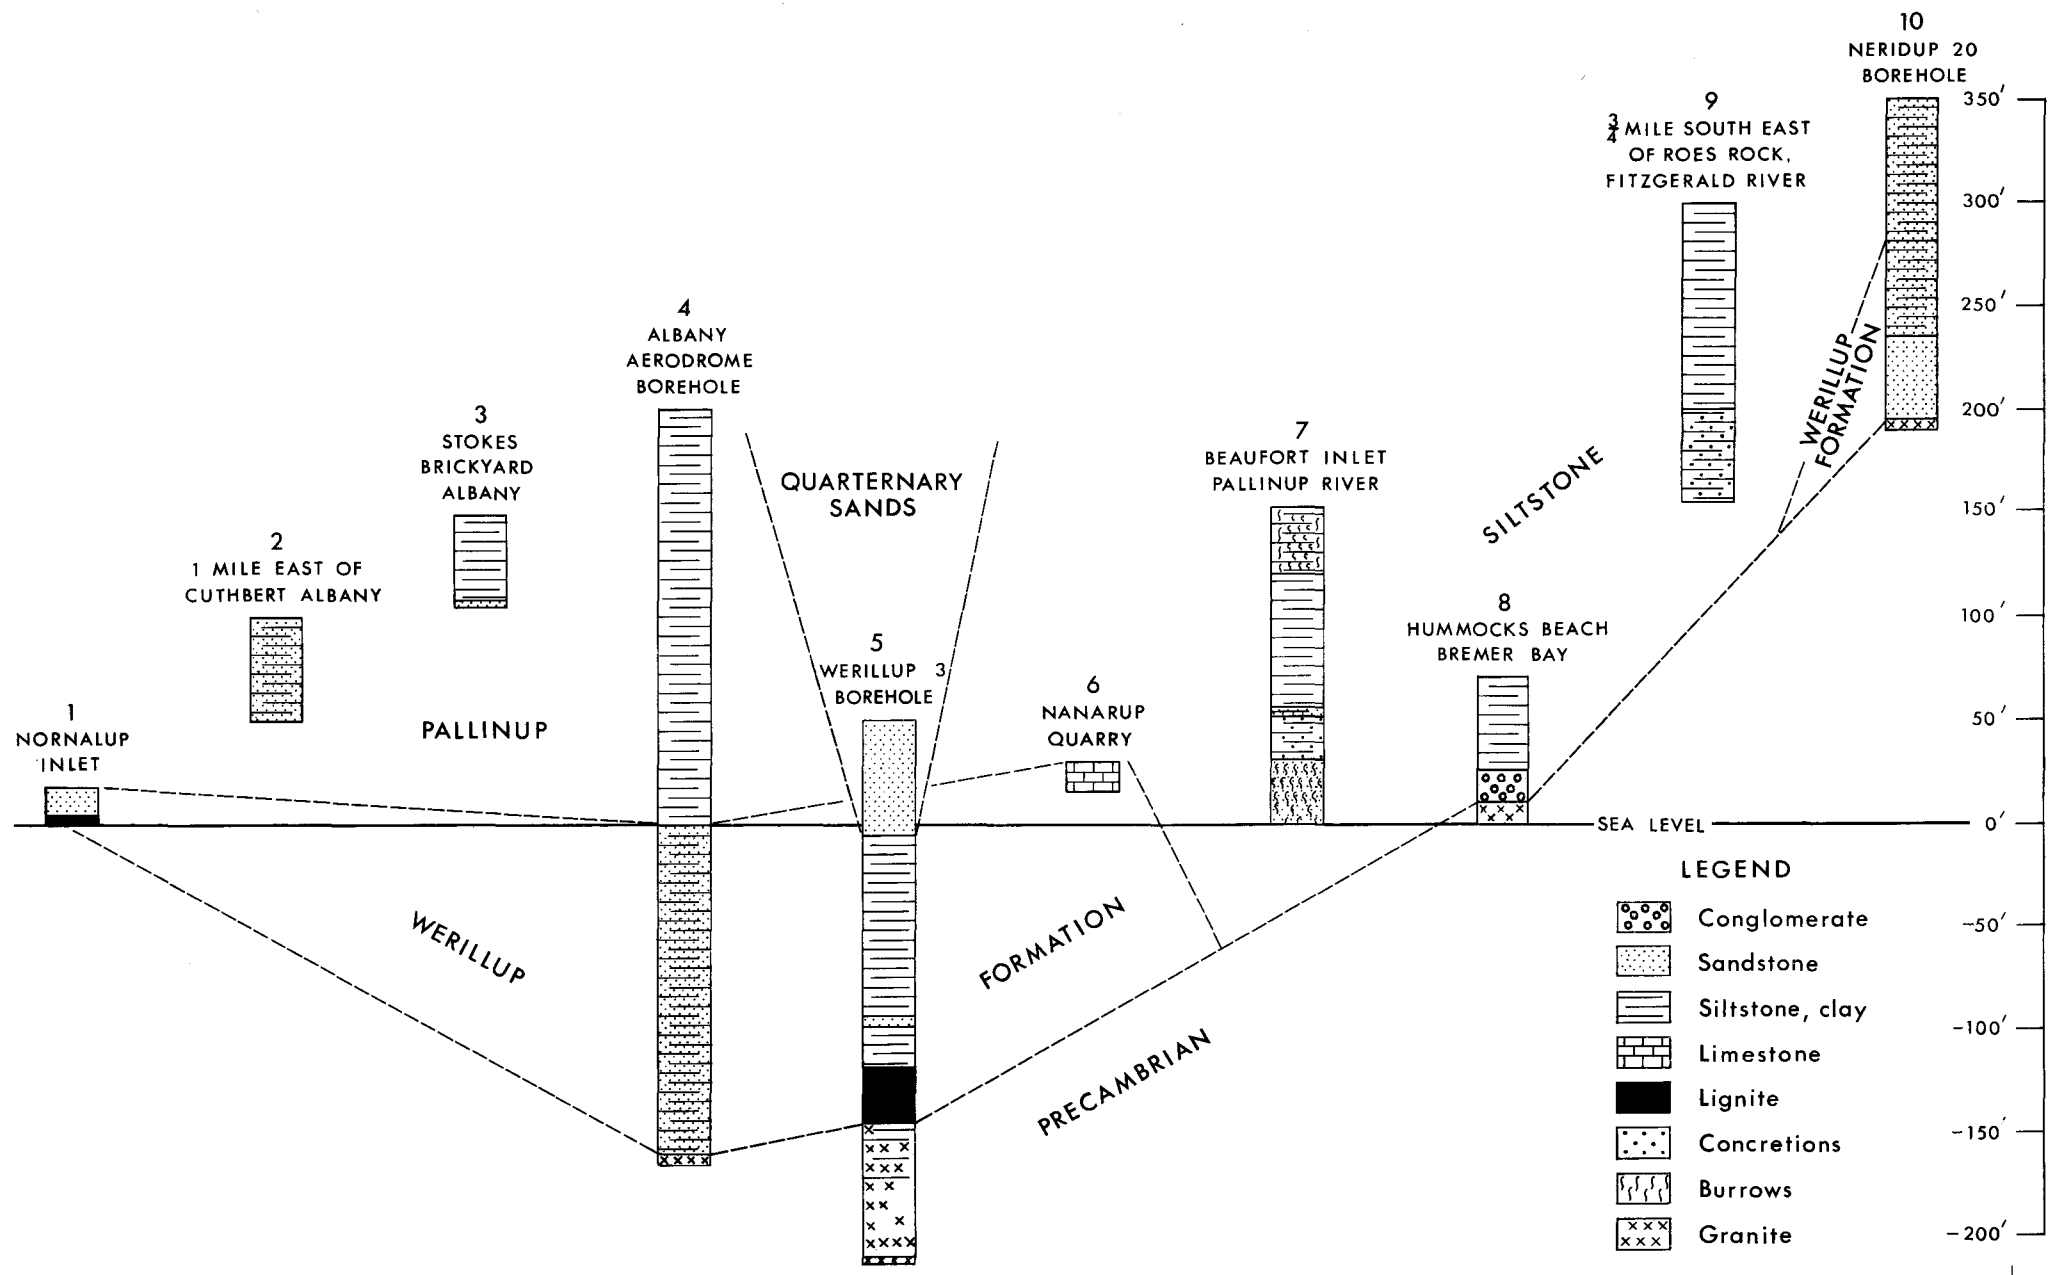 1
NORNALUP
INLET
2
1 MILE EAST OF
CUTHBERT ALBANY
3
STOKES
BRICKYARD
ALBANY
4
ALBANY
AERODROME
BOREHOLE
QUARTERNARY
SANDS
5
WERILLUP 3
BOREHOLE
6
NANARUP
QUARRY
7
BEAUFORT INLET
PALLINUP RIVER
8
HUMMOCKS BEACH
BREMER BAY
9
3/4 MILE SOUTH EAST
OF ROES ROCK,
FITZGERALD RIVER
10
NERIDUP 20
BOREHOLE
PALLINUP
SILTSTONE
WERILLUP
FORMATION
WERILLUP
FORMATION
PRECAMBRIAN
350′
300′
250′
200′
150′
100′
50′
SEA LEVEL
0′
-50′
-100′
-150′
-200′
LEGEND
Conglomerate
Sandstone
Siltstone, clay
Limestone
Lignite
Concretions
Burrows
Granite